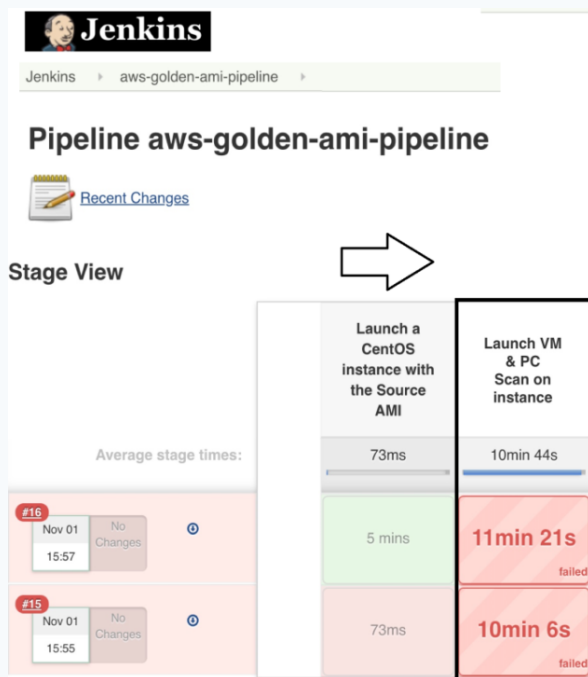 Jenkins
Jenkins
aws-golden-ami-pipeline
Pipeline aws-golden-ami-pipeline
Recent Changes
Stage View
Launch a
CentOS
instance with
the Source
AMI
Launch VM
& PC
Scan on
instance
Average stage times:
73ms
10min 44s
#16
Nov 01
15:57
No
Changes
5 mins
11min 21s
failed
#15
Nov 01
15:55
No
Changes
73ms
10min 6s
failed